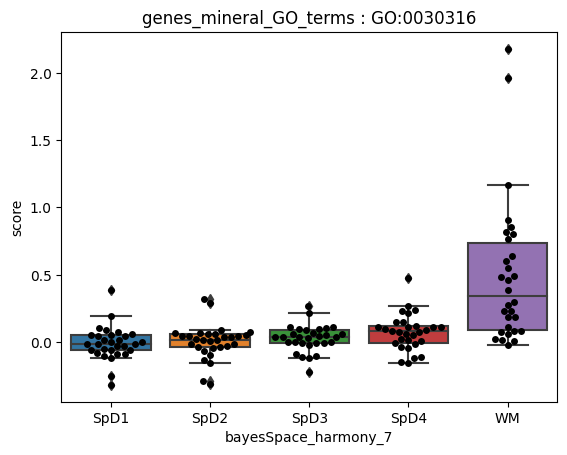 genes_mineral_GO_terms : GO:0030316
2.0
1.5
1.0
0.5
0.0
score
SpD1 SpD2 SpD3 SpD4 WM
bayesSpace_harmony_7